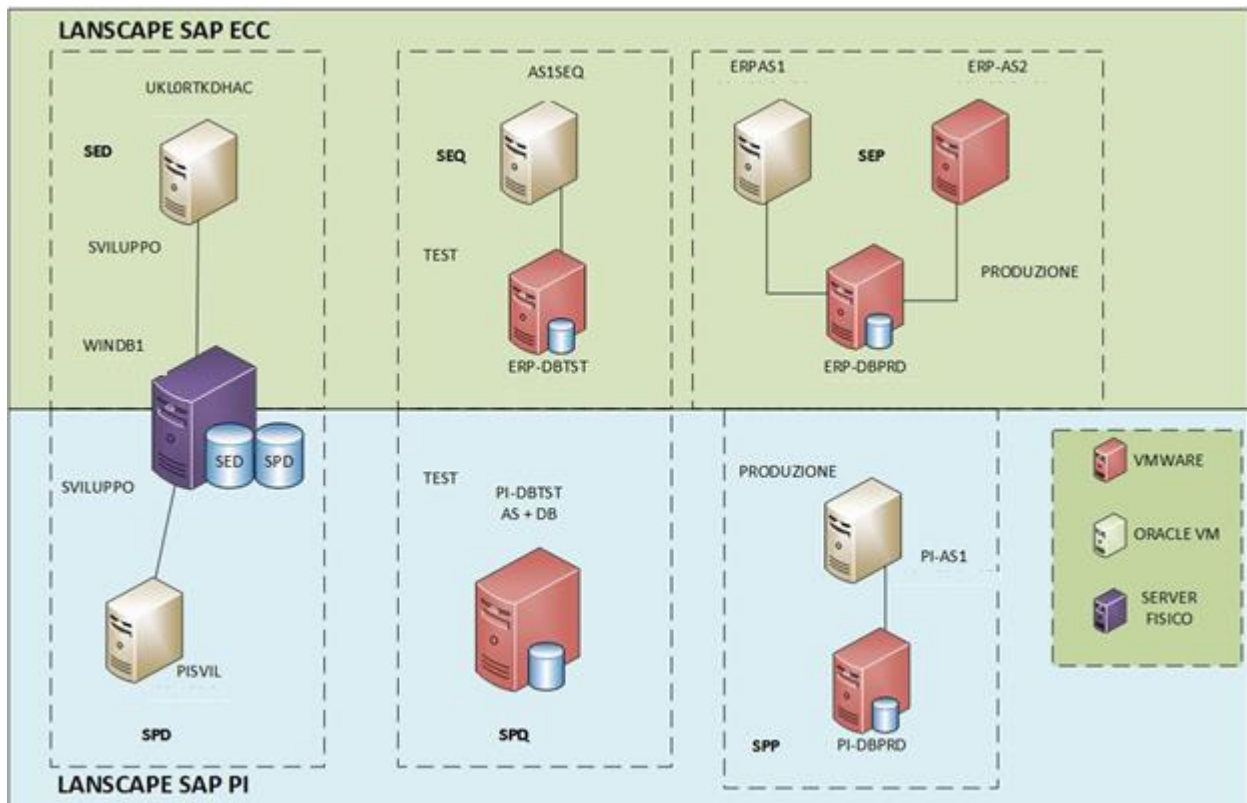 LANSCAPE SAP ECC
UKL0RTKDHAC
SED
SVILUPPO
WINDB1
AS1SEQ
SEQ
TEST
ERP-DBTST
ERPAS1
ERP-AS2
SEP
PRODUZIONE
ERP-DBPRD
SED
SPD
SVILUPPO
PISVIL
SPD
TEST
PI-DBTST
AS + DB
SPQ
PRODUZIONE
PI-AS1
SPP
PI-DBPRD
VMWARE
ORACLE VM
SERVER
FISICO
LANSCAPE SAP PI